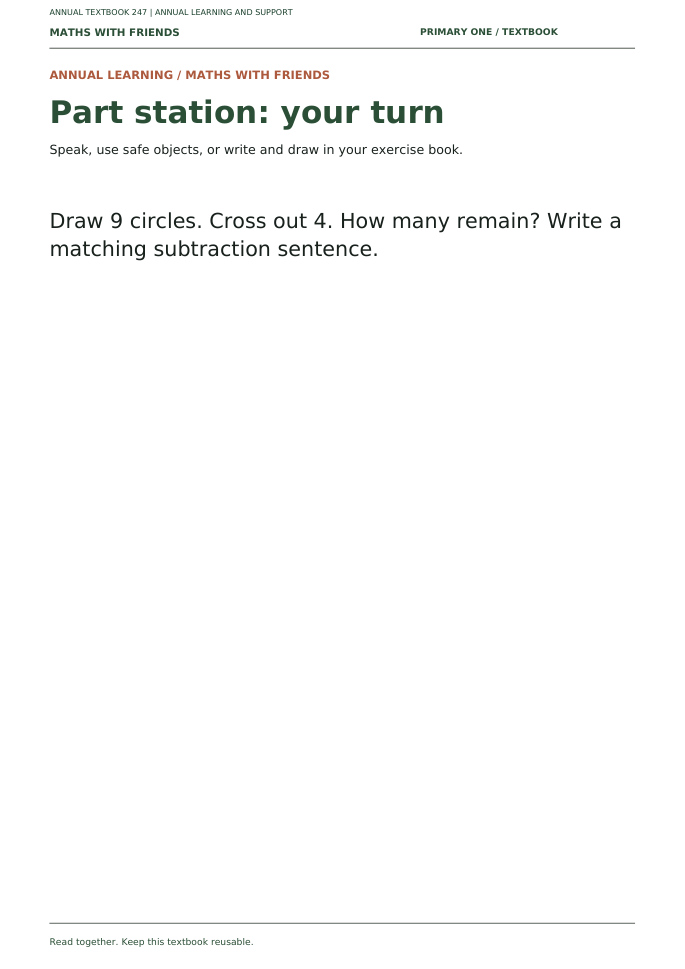 ANNUAL TEXTBOOK 247 | ANNUAL LEARNING AND SUPPORT
MATHS WITH FRIENDS
PRIMARY ONE / TEXTBOOK
ANNUAL LEARNING / MATHS WITH FRIENDS
Part station: your turn
Speak, use safe objects, or write and draw in your exercise book.
Draw 9 circles. Cross out 4. How many remain? Write a
matching subtraction sentence.
Read together. Keep this textbook reusable.